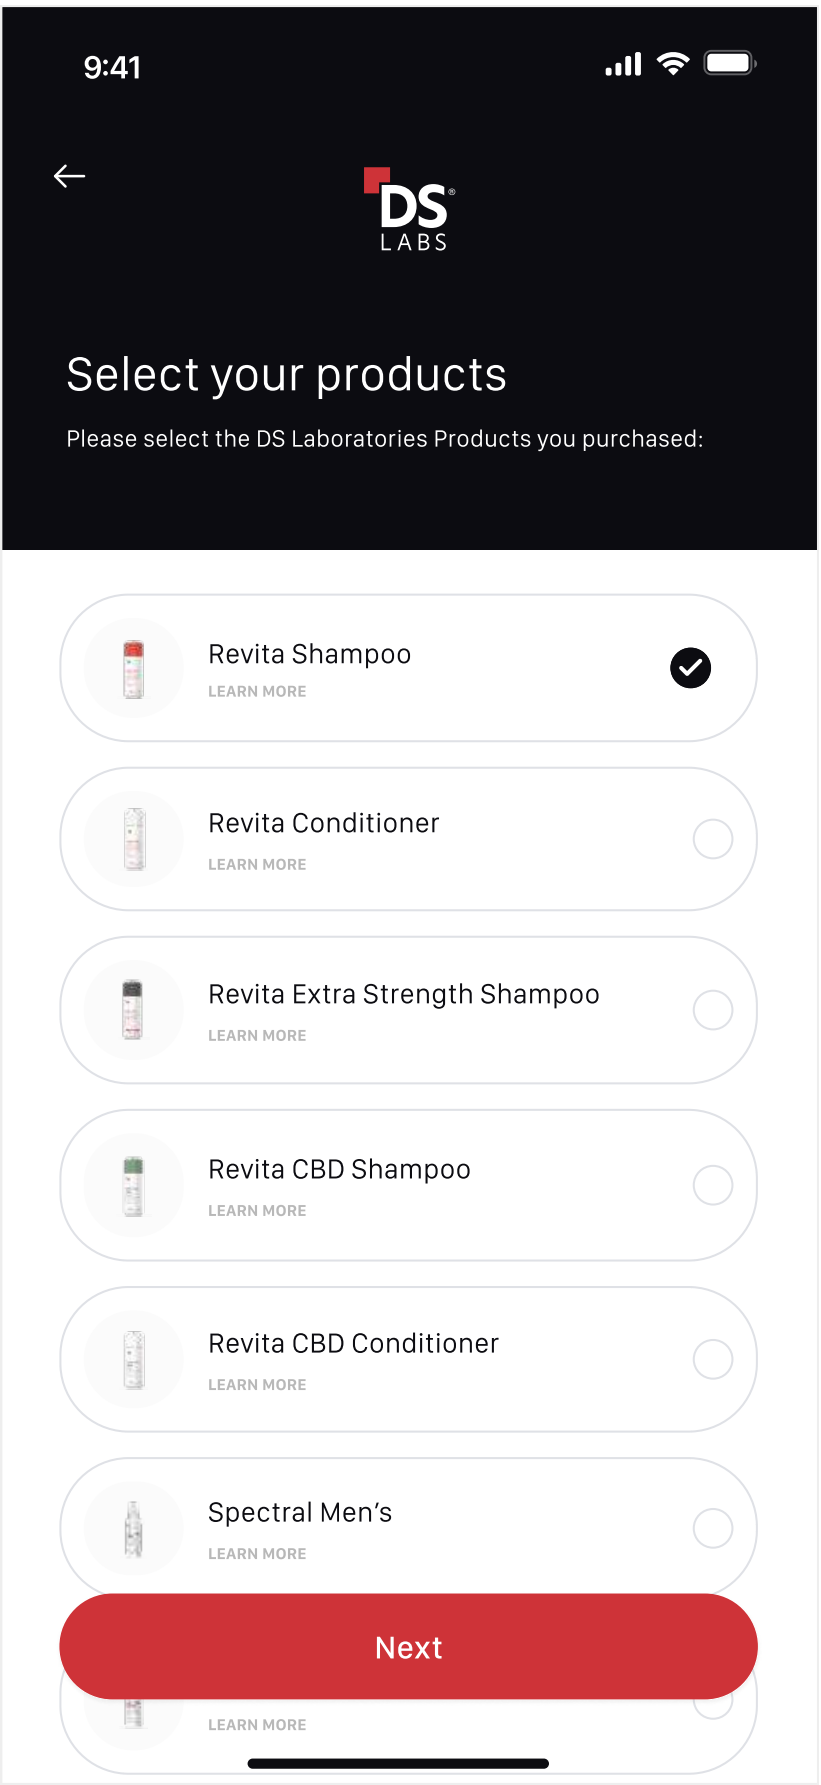 9:41
DS®
LABS
Select your products
Please select the DS Laboratories Products you purchased:
Revita Shampoo
LEARN MORE
Revita Conditioner
LEARN MORE
Revita Extra Strength Shampoo
LEARN MORE
Revita CBD Shampoo
LEARN MORE
Revita CBD Conditioner
LEARN MORE
Spectral Men’s
LEARN MORE
Next
LEARN MORE